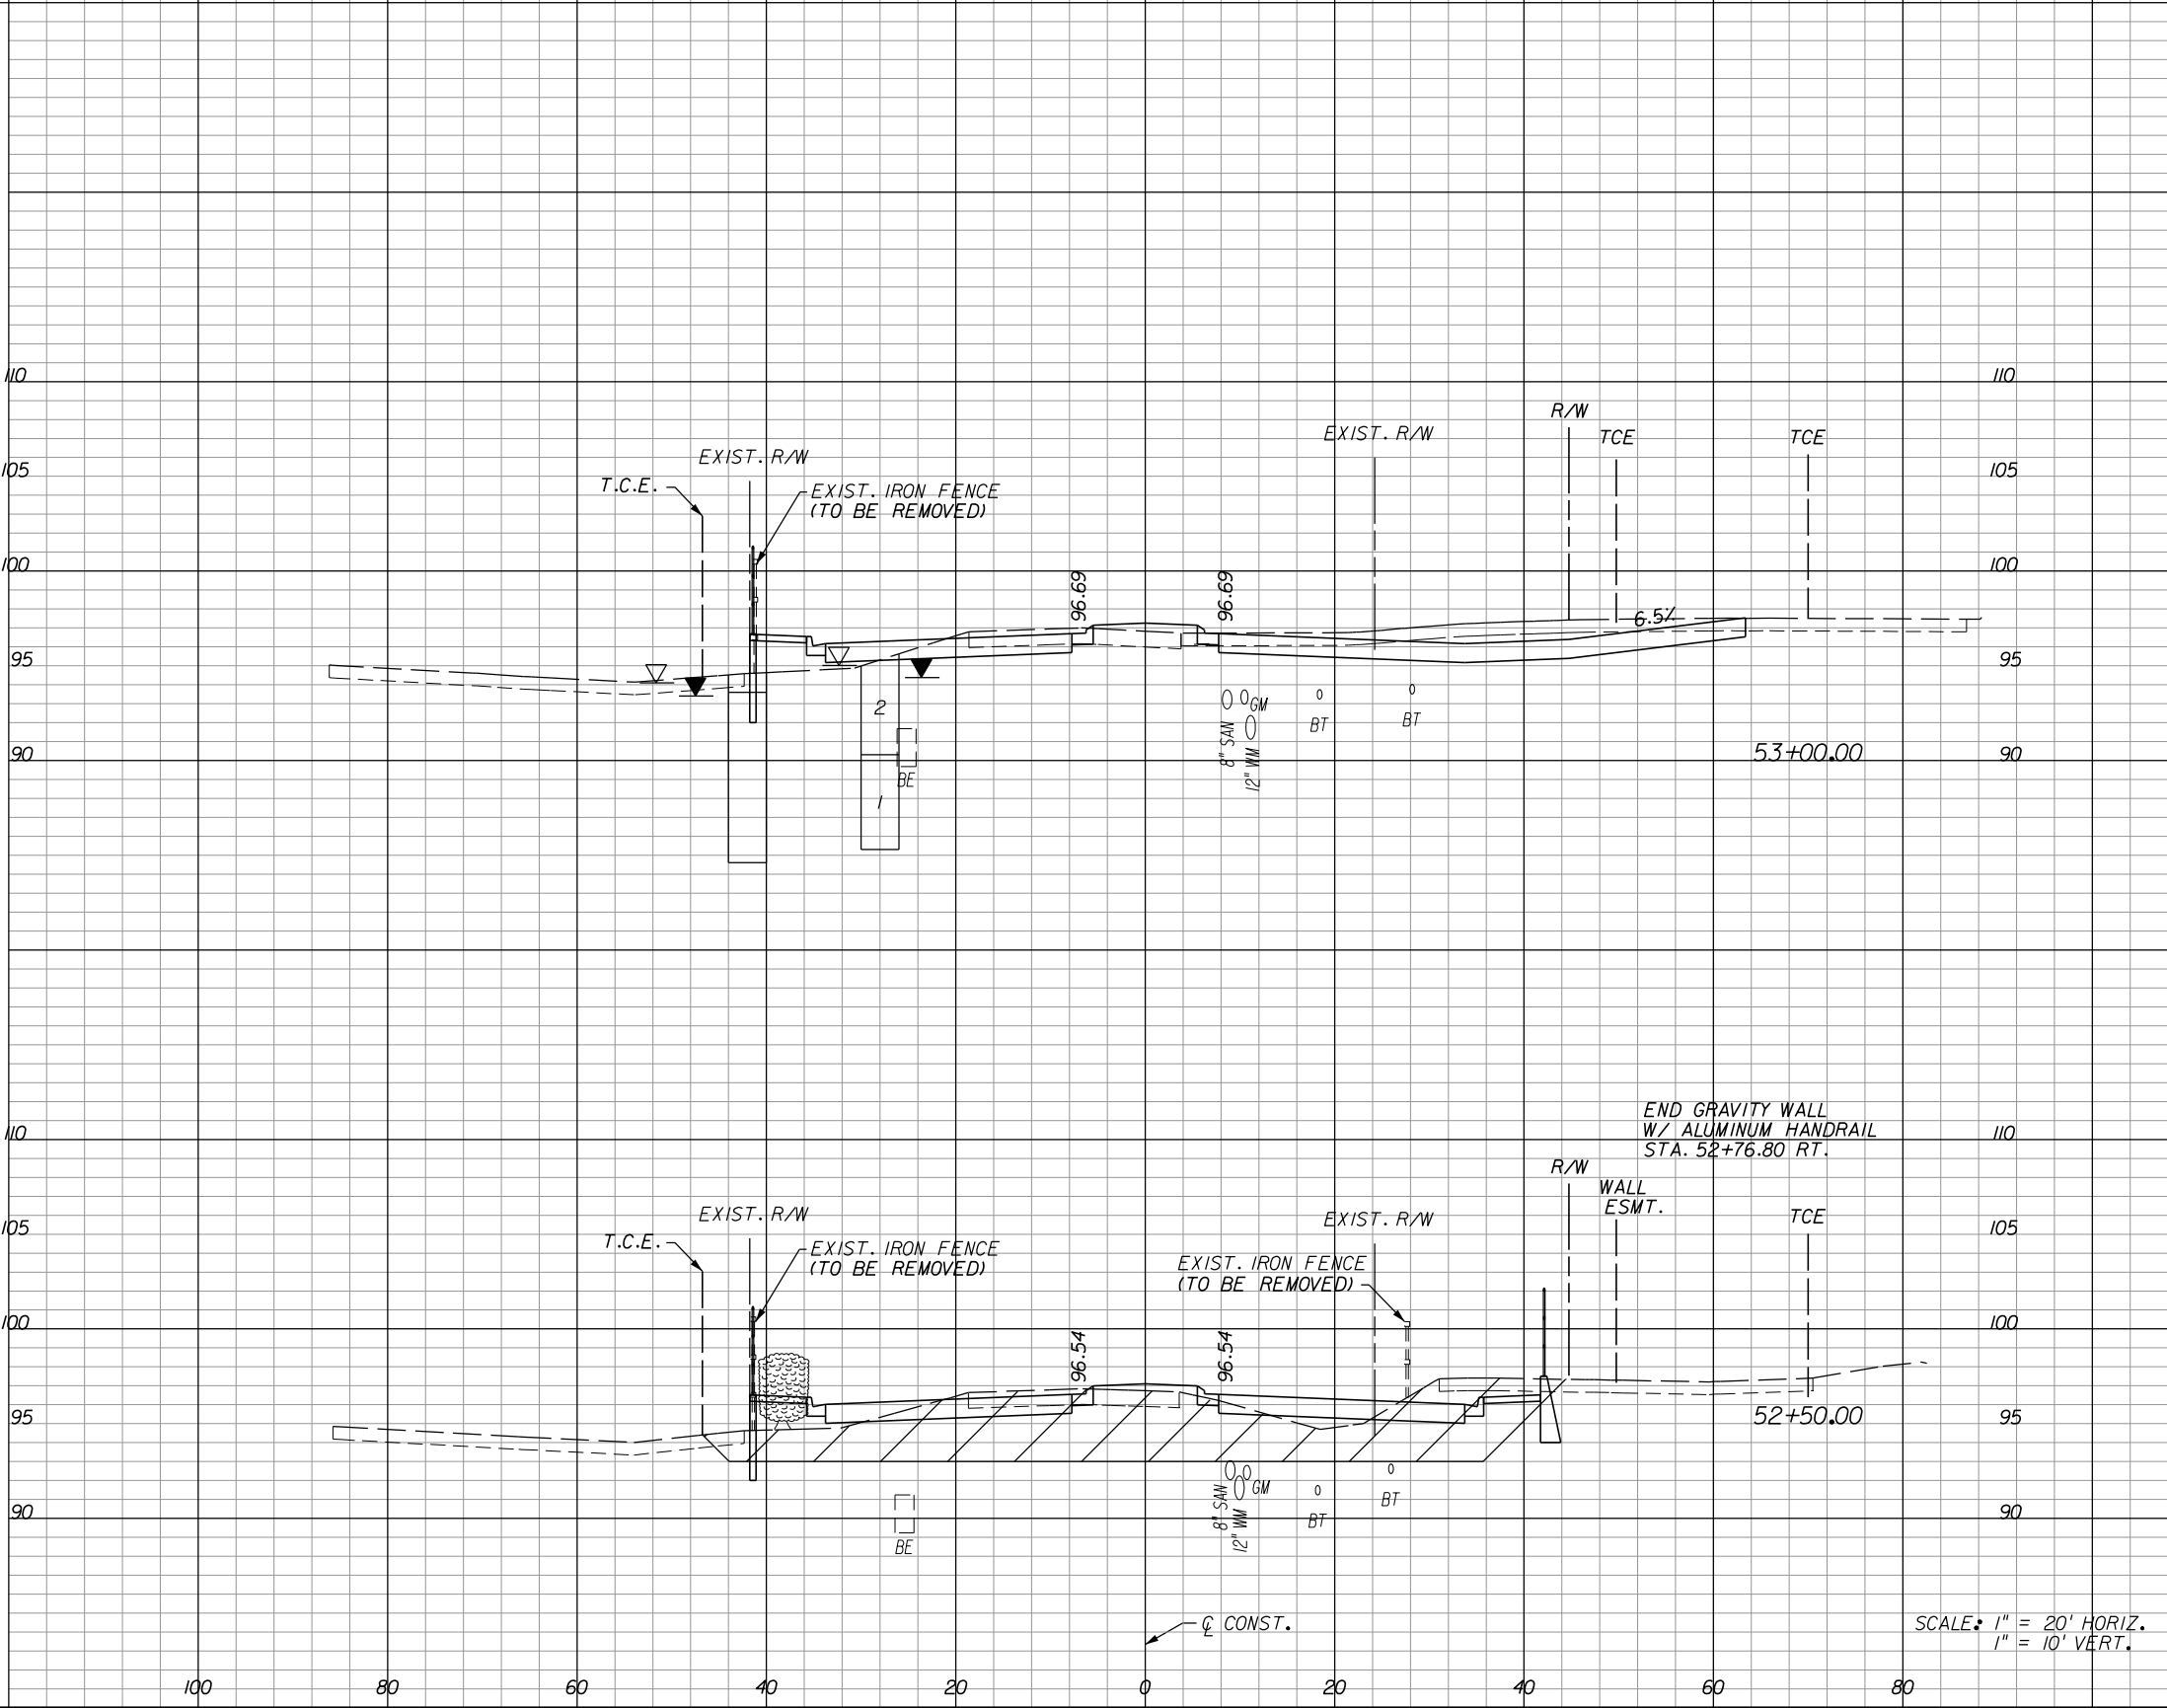 110 110
R/W
EXIST. R/W TCE TCE
EXIST. R/W
105 105
T.C.E. EXIST. IRON FENCE
(TO BE REMOVED)
100 100
96.69 96.69
6.5%
95 95
2
GM
BT BT
8" SAN
12" WM
90 53+00.00 90
BE
1
END GRAVITY WALL
110 W/ ALUMINUM HANDRAIL 110
STA. 52+76.80 RT.
R/W
WALL
ESMT.
EXIST. R/W EXIST. R/W TCE
105 105
T.C.E. EXIST. IRON FENCE
(TO BE REMOVED)
EXIST. IRON FENCE
(TO BE REMOVED)
100 100
96.54 96.54
95 52+50.00 95
GM
BT
8" SAN
12" WM
BT
90 90
BE
℄ CONST.
SCALE: 1" = 20' HORIZ.
1" = 10' VERT.
100 80 60 40 20 0 20 40 60 80